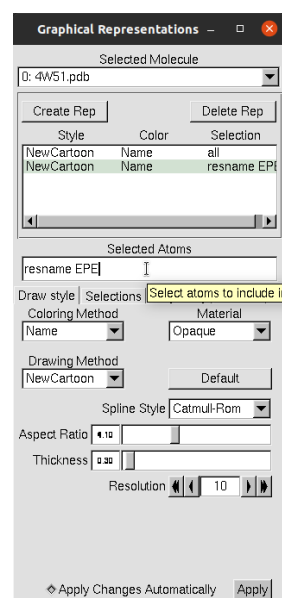 Graphical Representations
Selected Molecule
0: 4W51.pdb
Create Rep Delete Rep
Style Color Selection
NewCartoon Name all
NewCartoon Name resname EPE
Selected Atoms
resname EPE
Draw style Selections Select atoms to include i
Coloring Method Material
Name Opaque
Drawing Method
NewCartoon Default
Spline Style Catmull-Rom
Aspect Ratio 4.10
Thickness 0.30
Resolution 10
Apply Changes Automatically Apply